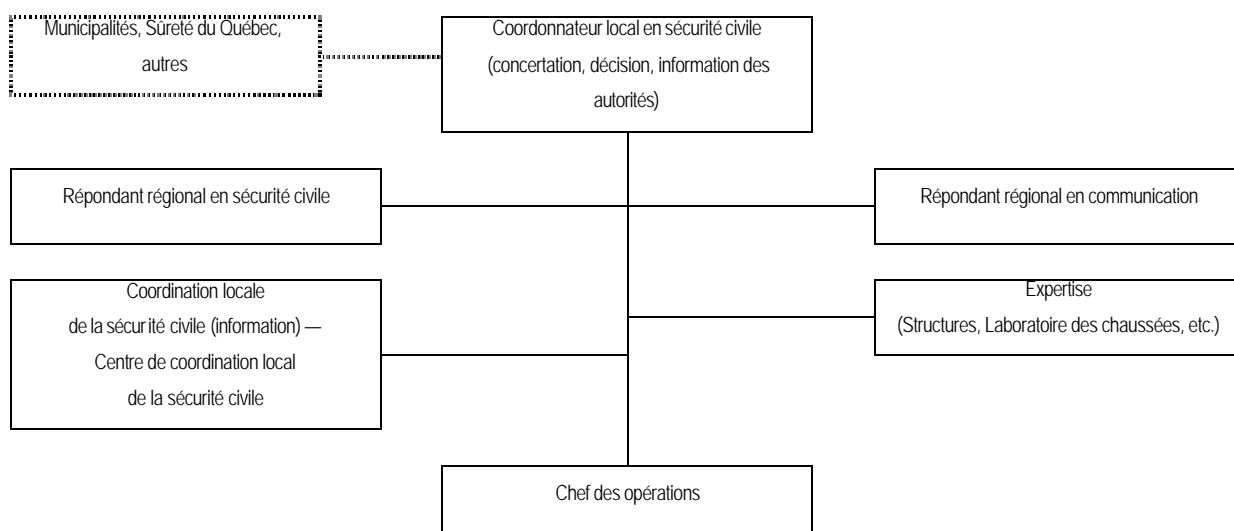 Municipalités, Sûreté du Québec,
autres
Coordonnateur local en sécurité civile
(concertation, décision, information des
autorités)
Répondant régional en sécurité civile
Répondant régional en communication
Coordination locale
de la sécurité civile (information) —
Centre de coordination local
de la sécurité civile
Expertise
(Structures, Laboratoire des chaussées, etc.)
Chef des opérations